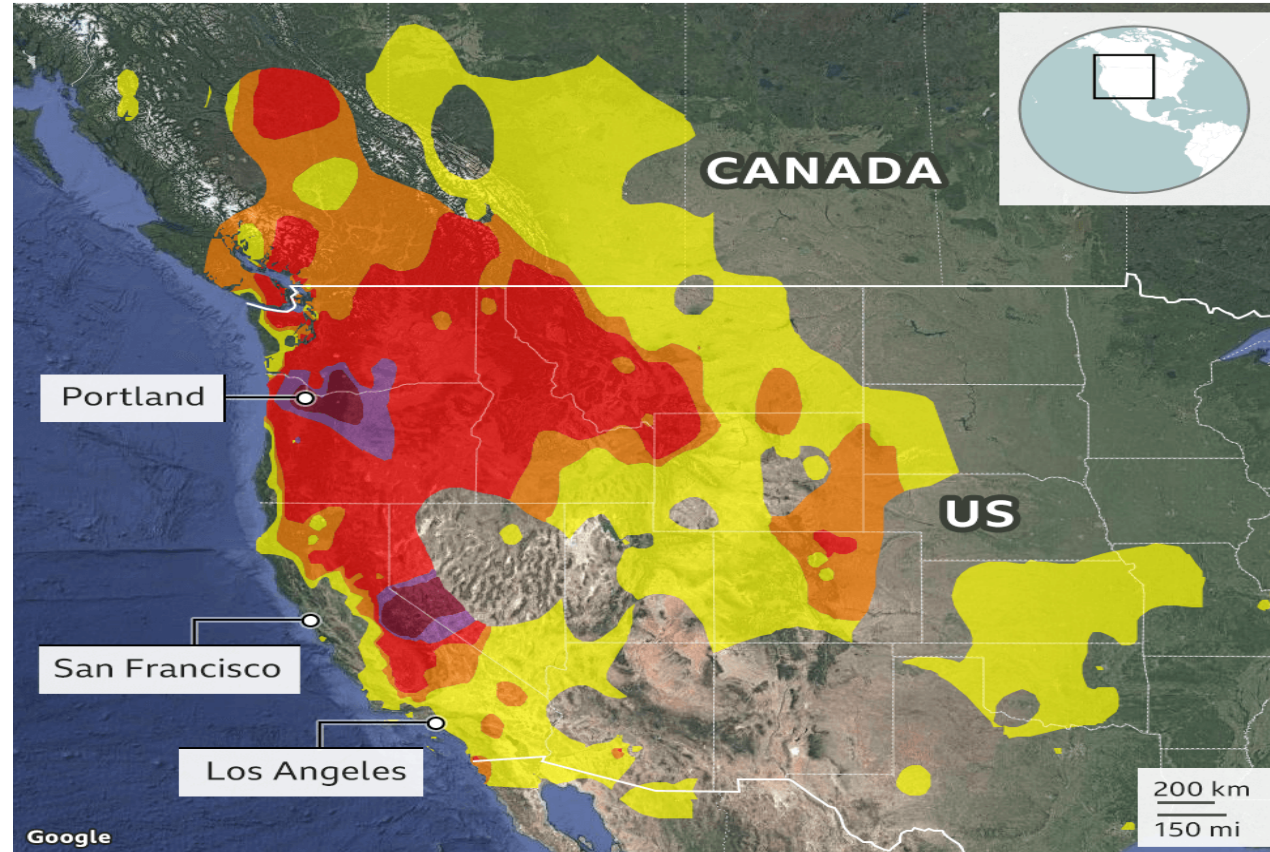 CANADA
Portland
US
San Francisco
Los Angeles
200 km
150 mi
Google